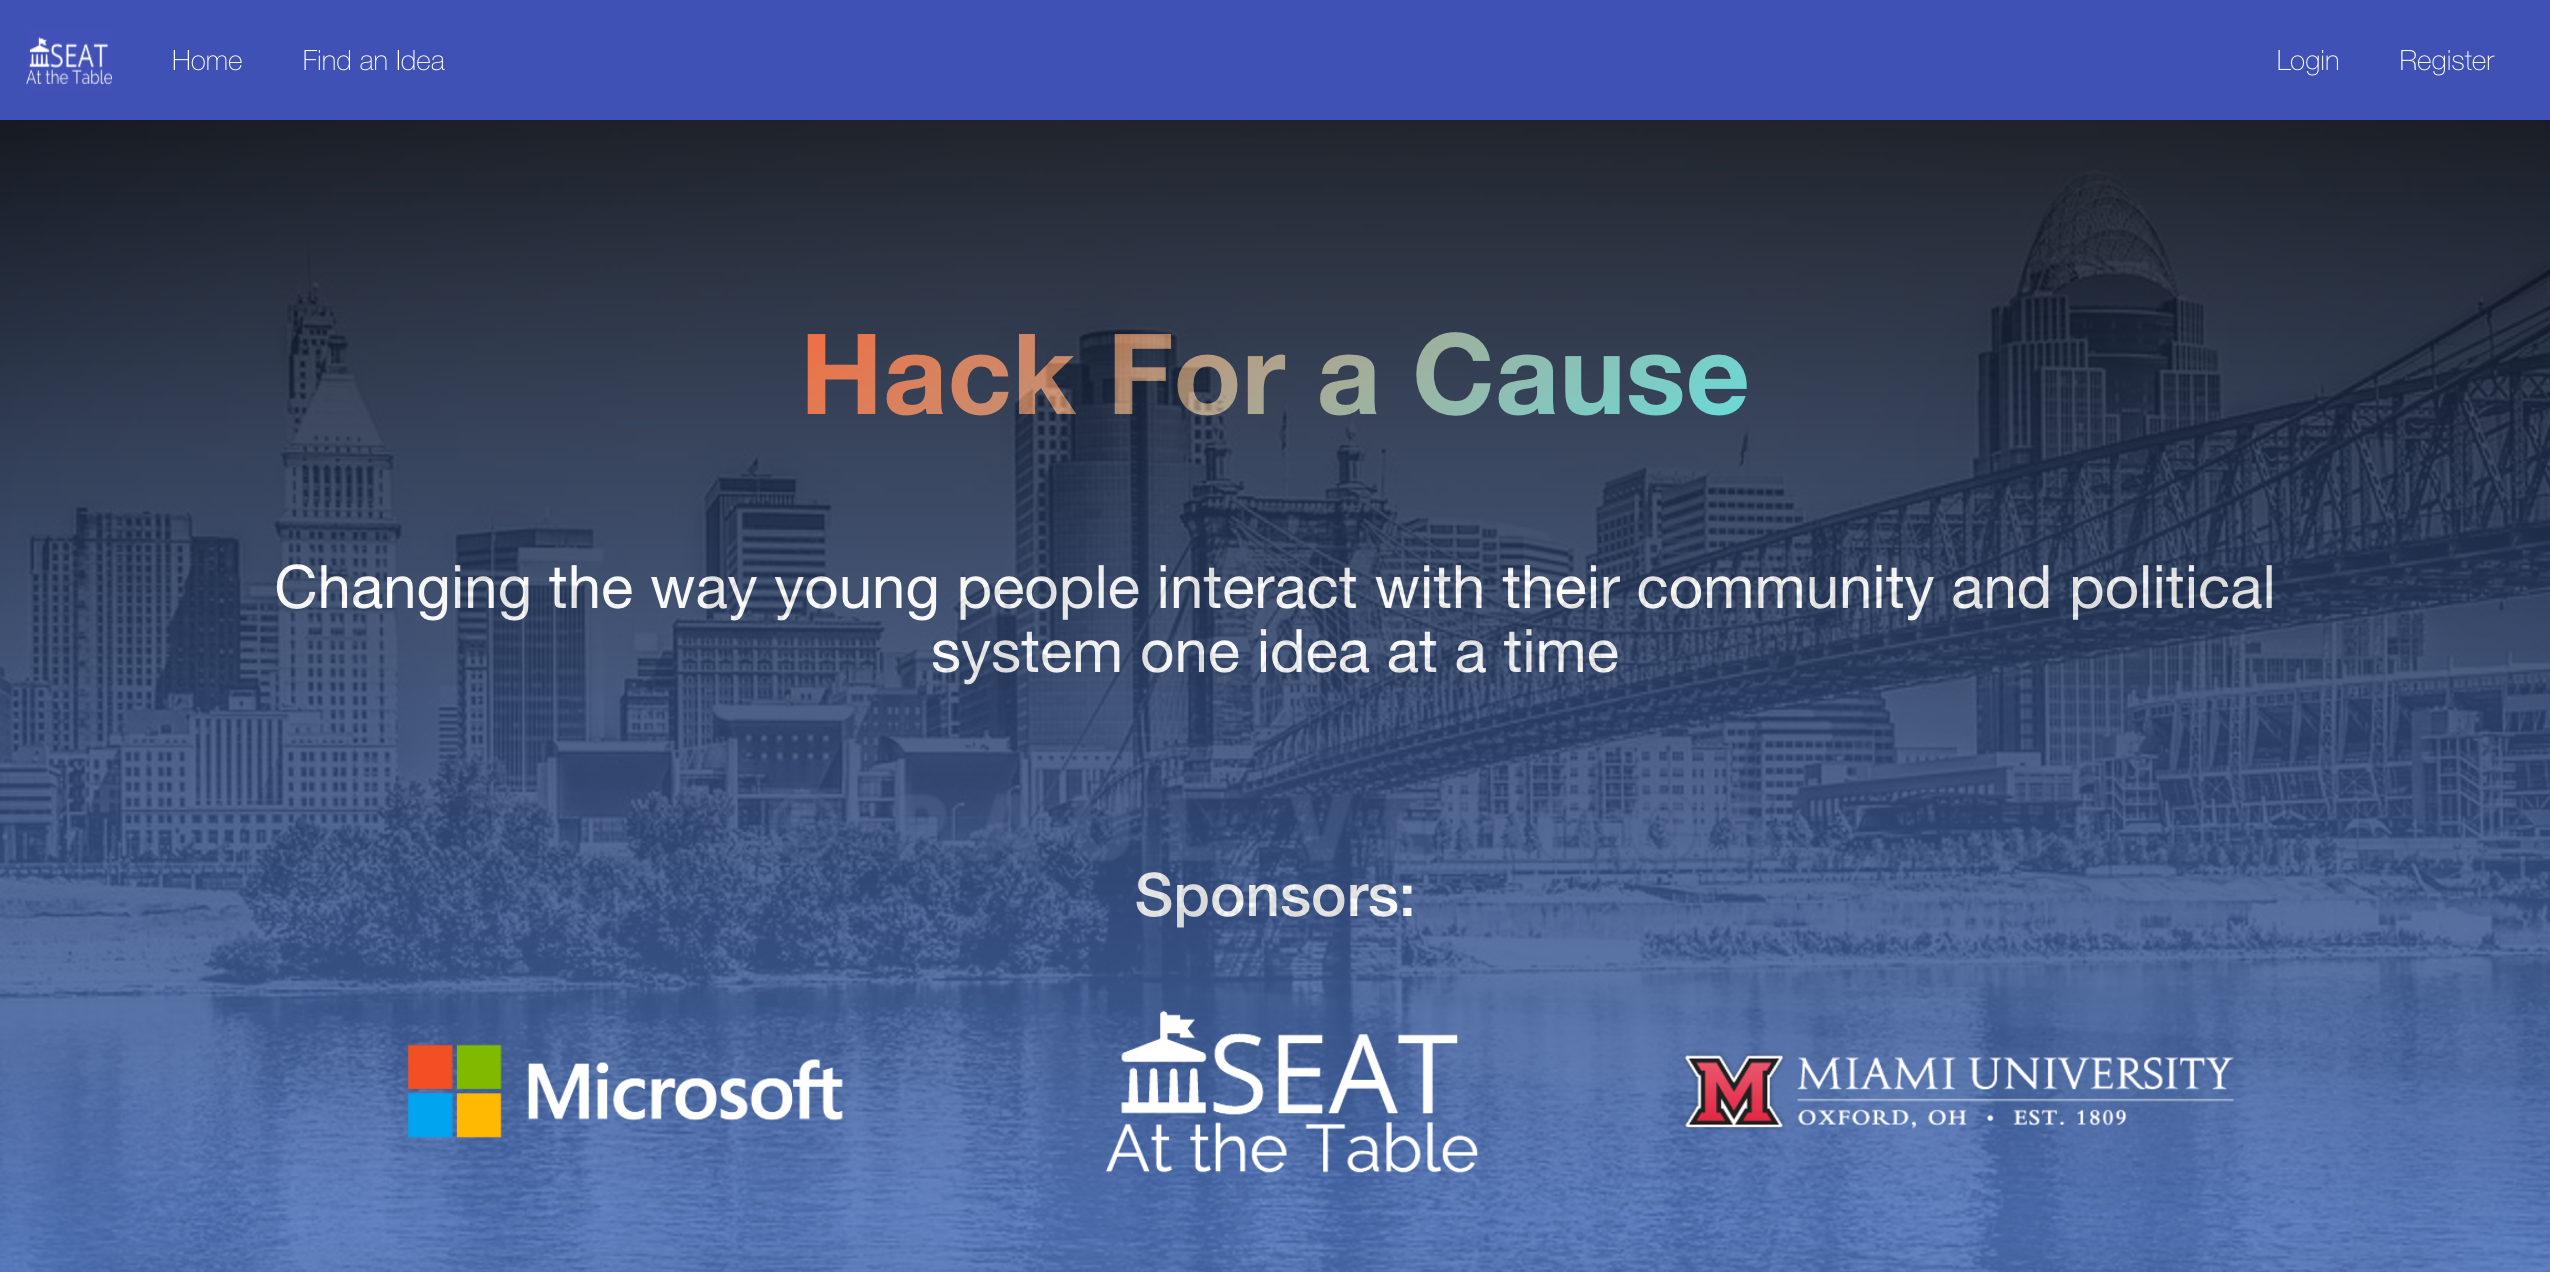 SEAT
At the Table
Home
Find an Idea
Login
Register
Hack For a Cause
Changing the way young people interact with their community and political
system one idea at a time
Sponsors:
Microsoft
SEAT
At the Table
M
MIAMI UNIVERSITY
OXFORD, OH • EST. 1809